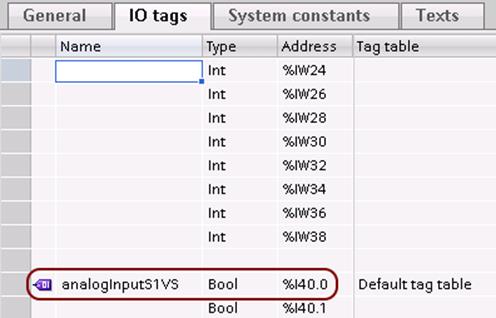 General IO tags System constants Texts
Name Type Address Tag table
Int %IW24
Int %IW26
Int %IW28
Int %IW30
Int %IW32
Int %IW34
Int %IW36
Int %IW38
analogInputS1VS Bool %I40.0 Default tag table
Bool %I40.1